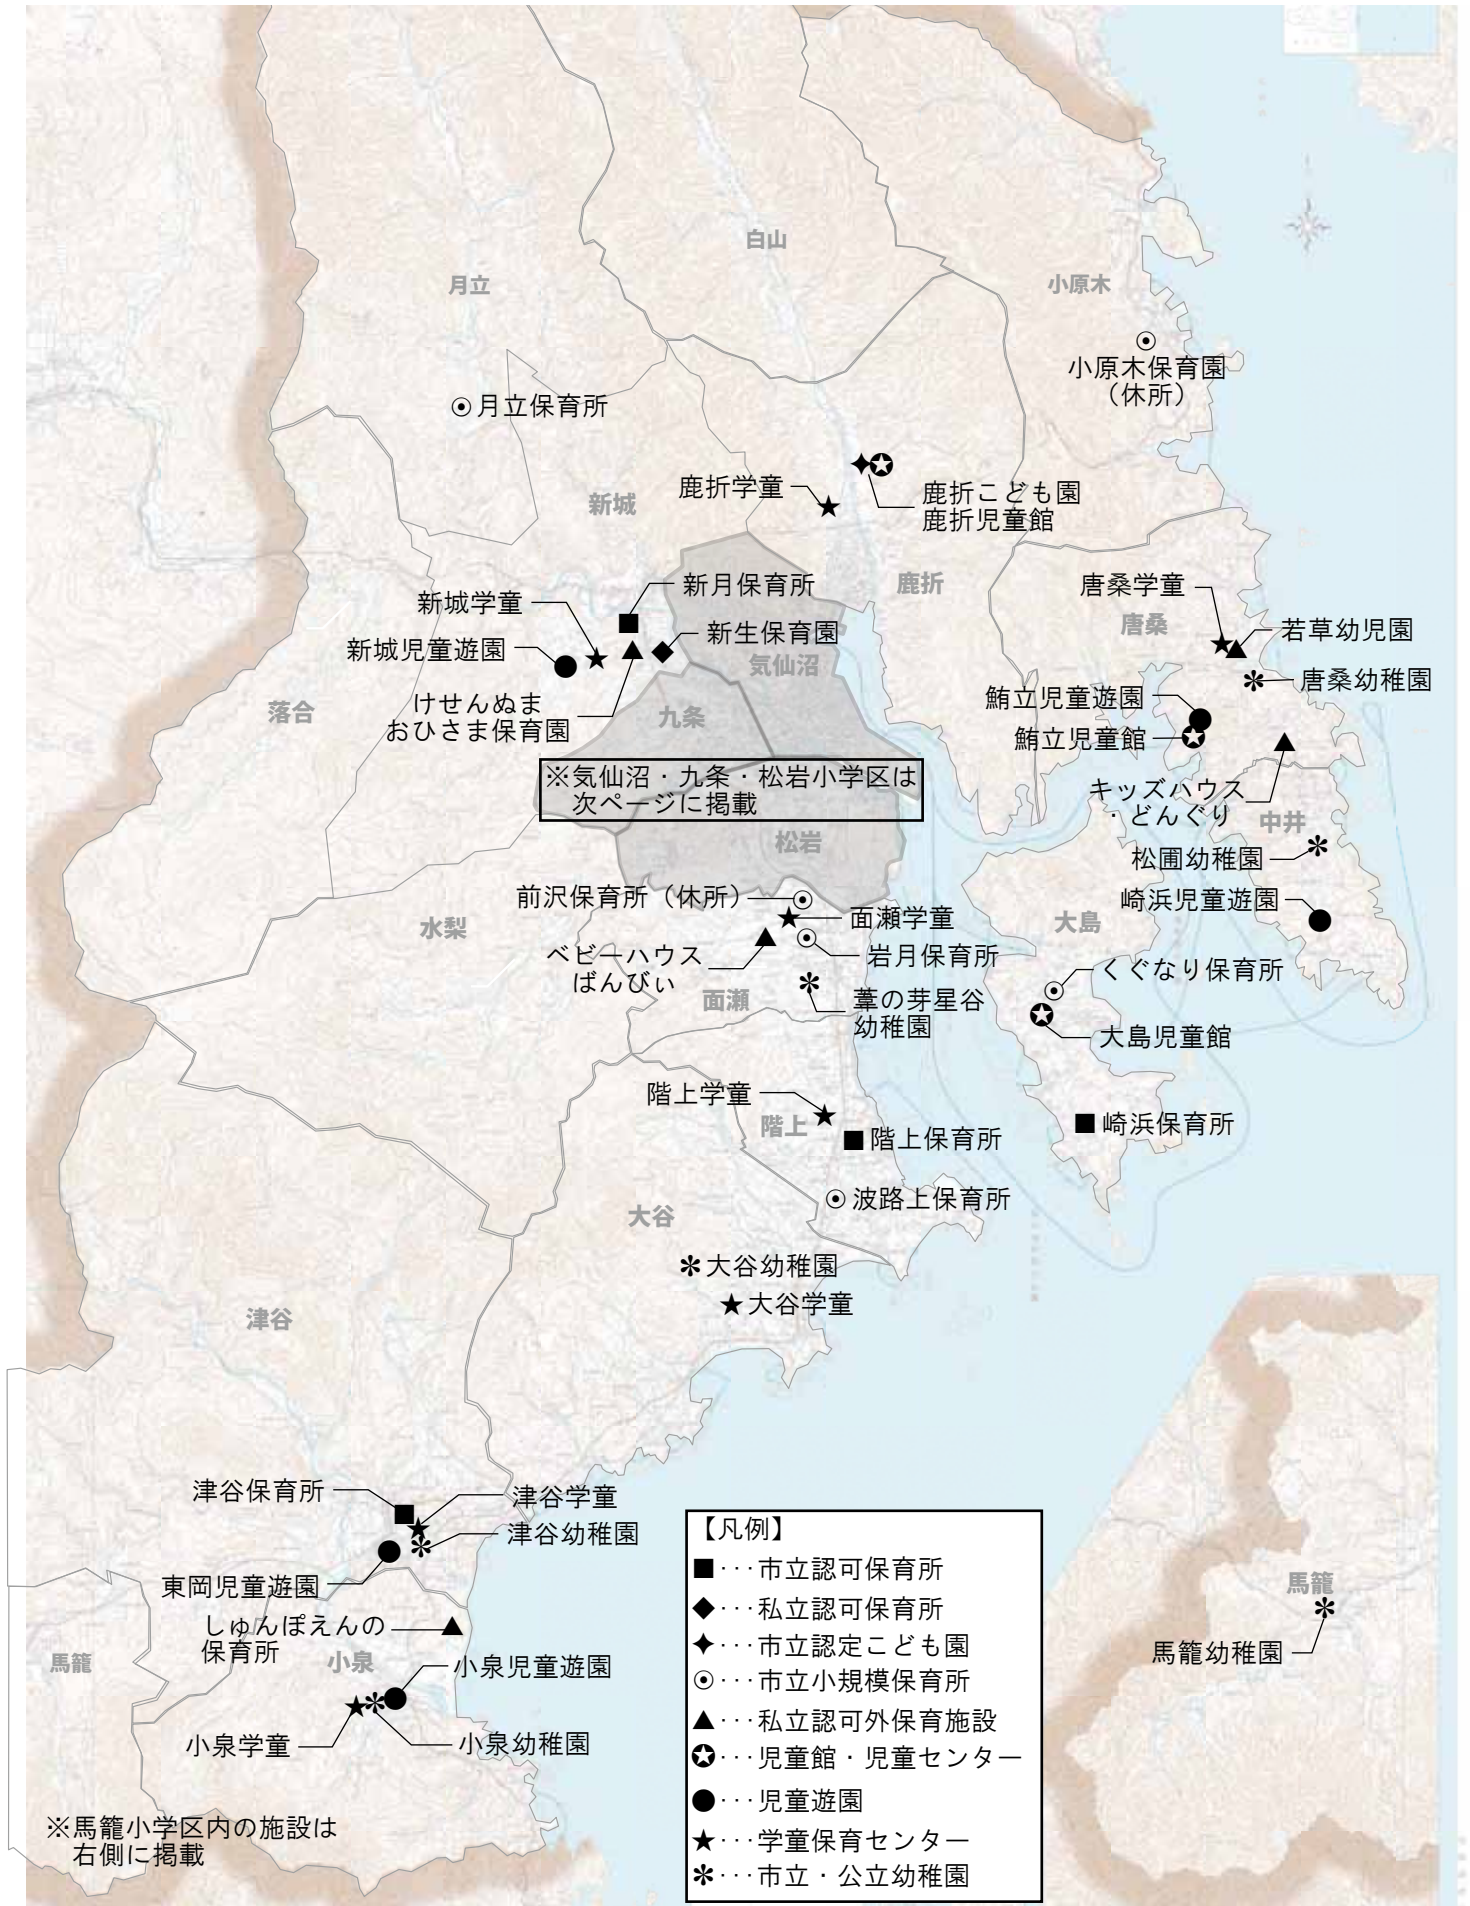 白山
月立
小原木
小原木保育園
（休所）
月立保育所
鹿折学童
新城
鹿折こども園
鹿折児童館
新月保育所
鹿折
唐桑学童
新城学童
唐桑
新生保育園
若草幼児園
新城児童遊園
気仙沼
唐桑幼稚園
けせんぬま
おひさま保育園
落合
九条
鮪立児童遊園
鮪立児童館
※気仙沼・九条・松岩小学区は
次ページに掲載
キッズハウス
・どんぐり
中井
松岩
松圃幼稚園
前沢保育所（休所）
崎浜児童遊園
水梨
面瀬学童
大島
ベビーハウス
ばんびぃ
岩月保育所
くぐなり保育所
面瀬
葦の芽星谷
幼稚園
大島児童館
階上学童
階上
崎浜保育所
階上保育所
波路上保育所
大谷
大谷幼稚園
大谷学童
津谷
津谷保育所
津谷学童
津谷幼稚園
東岡児童遊園
しゅんぽえんの
保育所
馬籠
小泉
小泉児童遊園
小泉学童
小泉幼稚園
※馬籠小学区内の施設は
右側に掲載
【凡例】
■･･･市立認可保育所
◆･･･私立認可保育所
✦･･･市立認定こども園
⦿･･･市立小規模保育所
▲･･･私立認可外保育施設
✪･･･児童館・児童センター
●･･･児童遊園
★･･･学童保育センター
✻･･･市立・公立幼稚園
馬籠
馬籠幼稚園